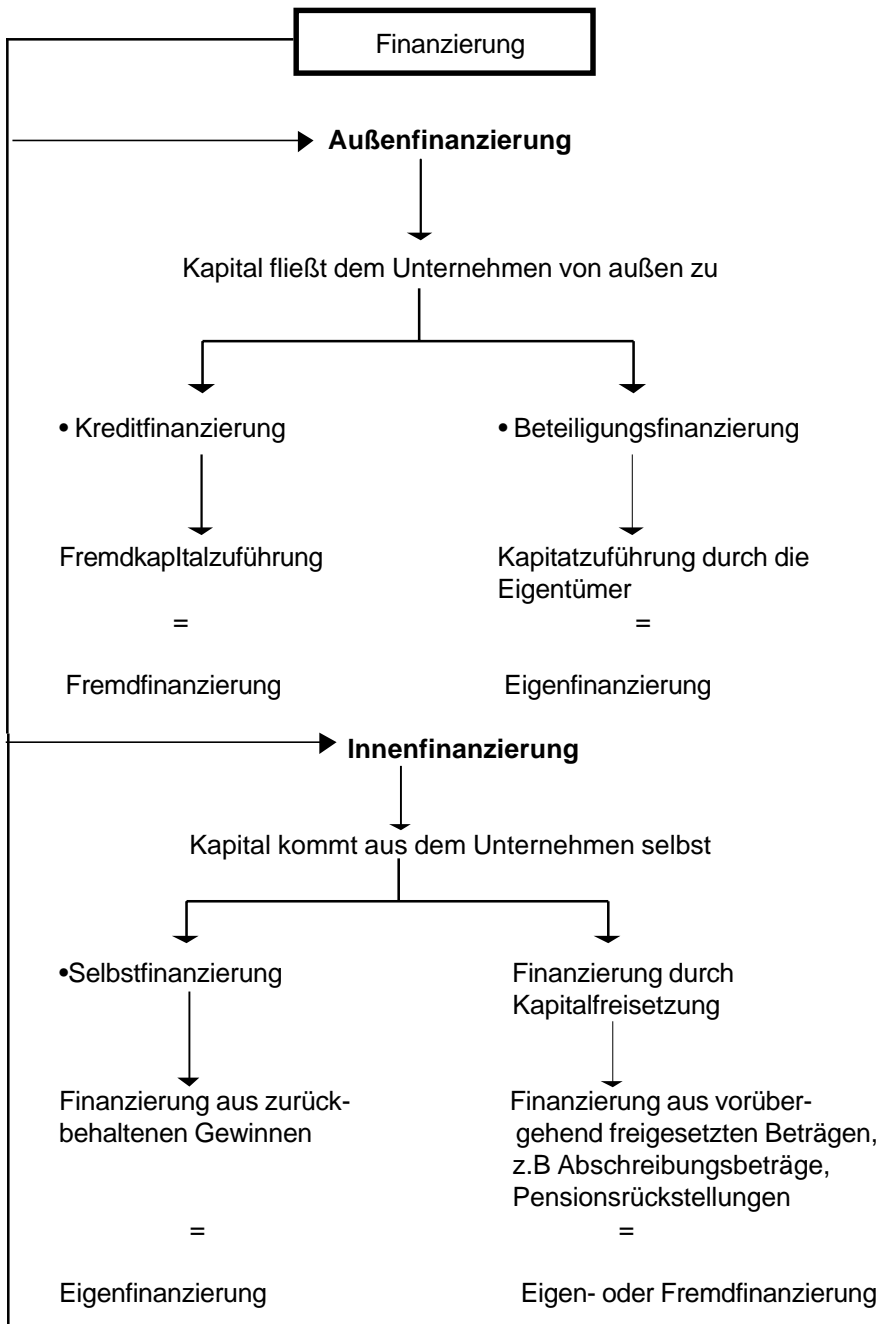 Finanzierung
Außenfinanzierung
Kapital fließt dem Unternehmen von außen zu
• Kreditfinanzierung
• Beteiligungsfinanzierung
FremdkapItalzuführung
Kapitatzuführung durch die
Eigentümer
=
=
Fremdfinanzierung
Eigenfinanzierung
Innenfinanzierung
Kapital kommt aus dem Unternehmen selbst
•Selbstfinanzierung
Finanzierung durch
Kapitalfreisetzung
Finanzierung aus zurück-
behaltenen Gewinnen
Finanzierung aus vorüber-
gehend freigesetzten Beträgen,
z.B Abschreibungsbeträge,
Pensionsrückstellungen
=
=
Eigenfinanzierung
Eigen- oder Fremdfinanzierung